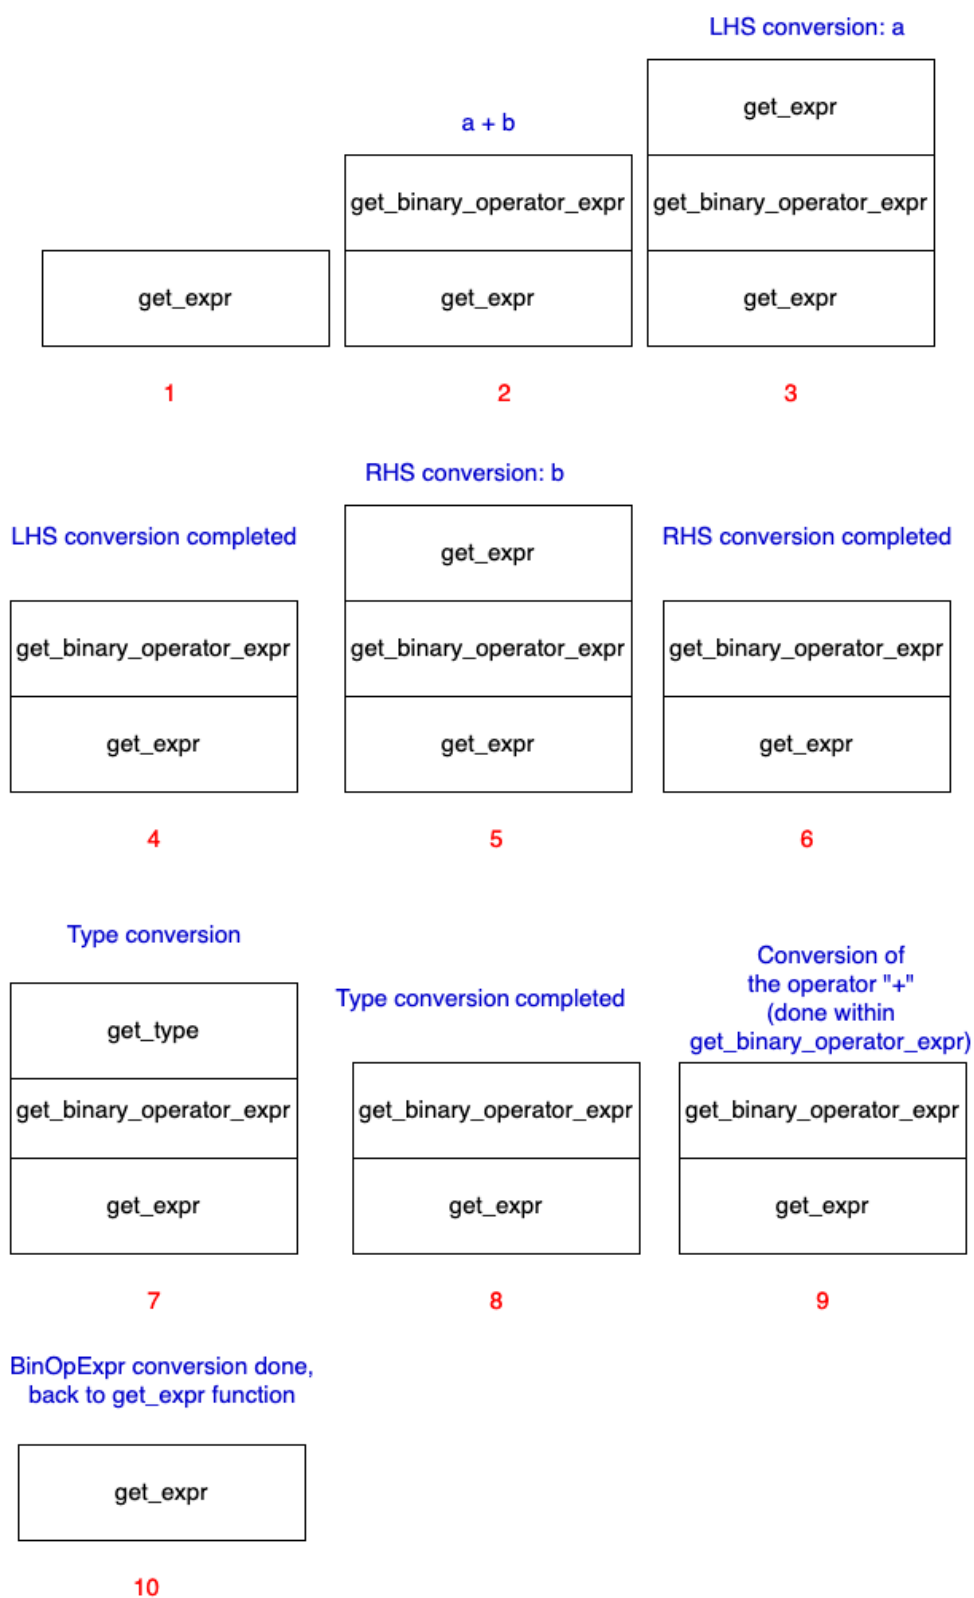 LHS conversion: a
get_expr
a + b
get_binary_operator_expr
get_binary_operator_expr
get_expr
get_expr
get_expr
1
2
3
RHS conversion: b
LHS conversion completed
get_expr
RHS conversion completed
get_binary_operator_expr
get_binary_operator_expr
get_binary_operator_expr
get_expr
get_expr
get_expr
4
5
6
Type conversion
get_type
get_binary_operator_expr
get_expr
7
Type conversion completed
get_binary_operator_expr
get_expr
8
Conversion of
the operator "+"
(done within
get_binary_operator_expr)
get_binary_operator_expr
get_expr
9
BinOpExpr conversion done,
back to get_expr function
get_expr
10